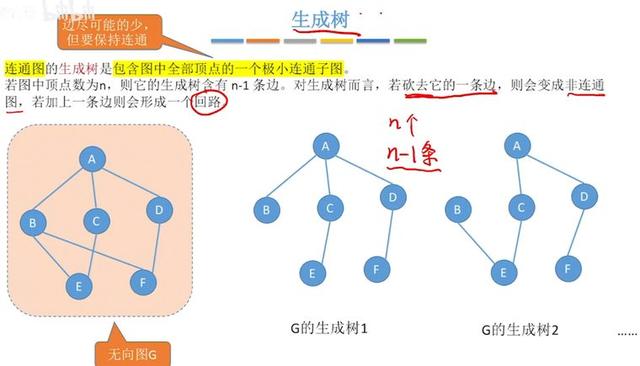 边尽可能的少，
但要保持连通
生成树
连通图的生成树是包含图中全部顶点的一个极小连通子图。
若图中顶点数为n，则它的生成树含有 n-1 条边。对生成树而言，若砍去它的一条边，则会变成非连通
图，若加上一条边则会形成一个回路
n个
n-1条
A
B
C
D
E
F
A
B
C
D
E
F
A
B
C
D
E
F
G的生成树1
G的生成树2
……
无向图G